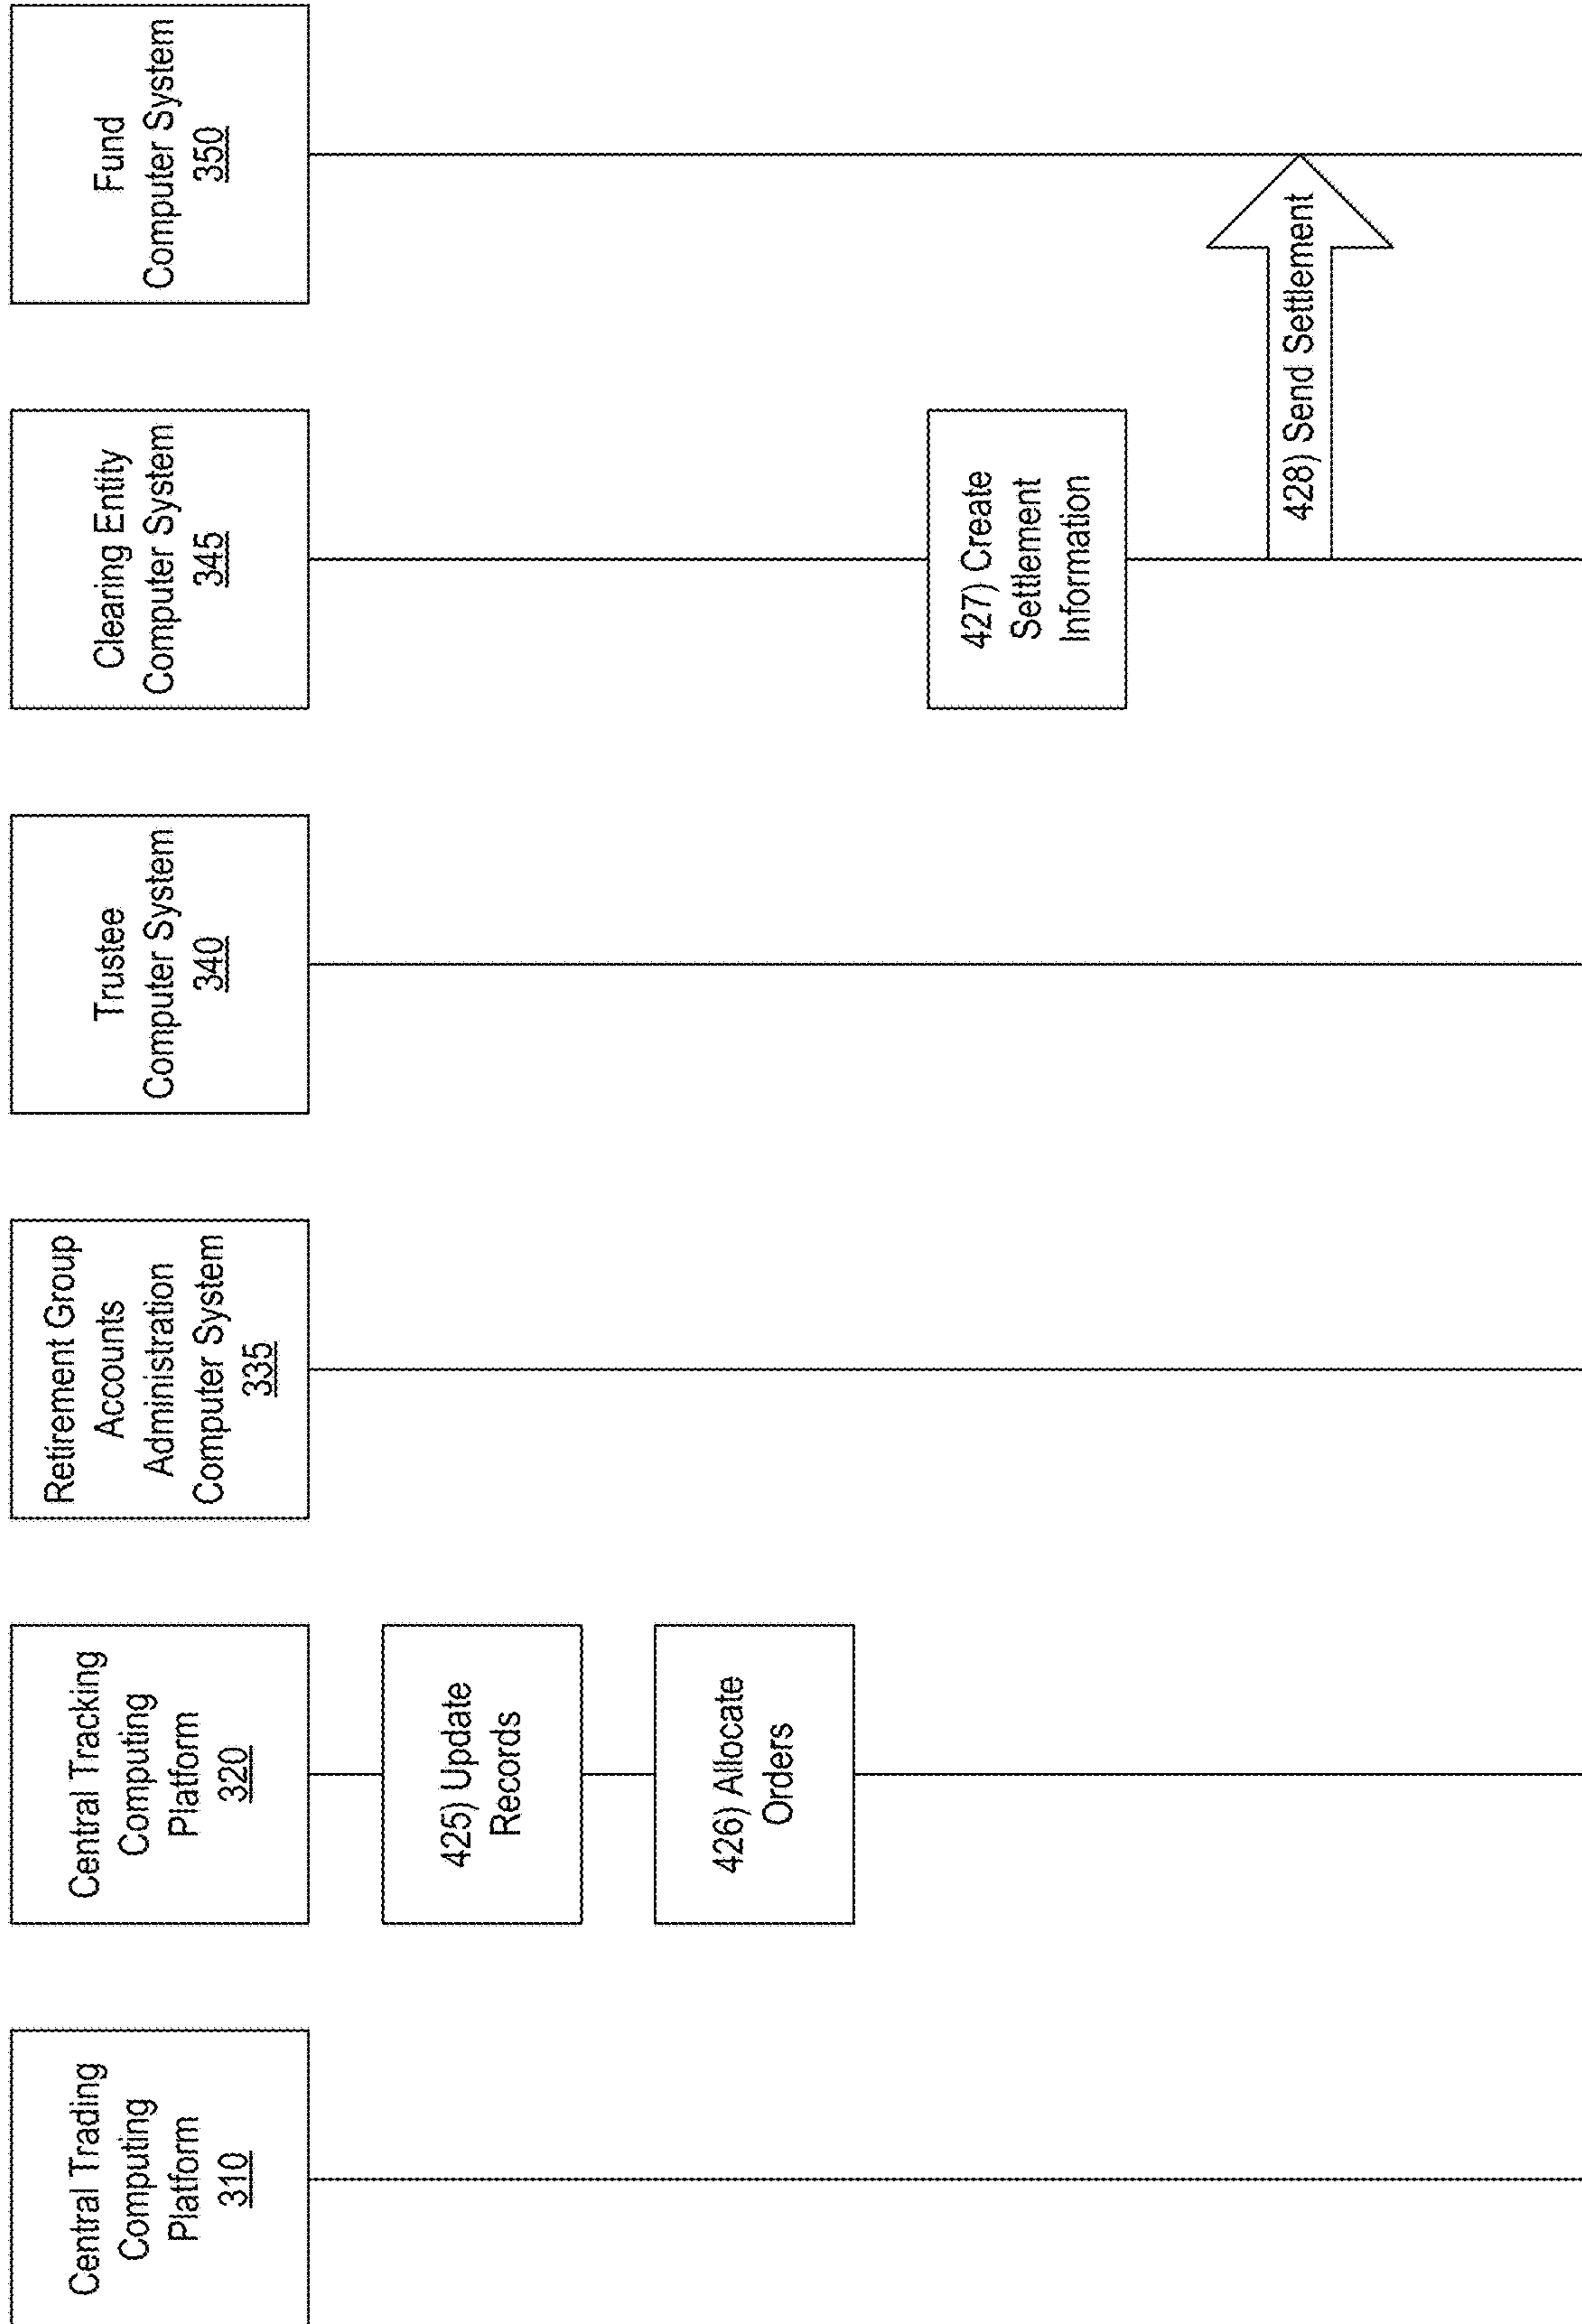 Central Trading
Computing
Platform
310
Central Tracking
Computing
Platform
320
Retirement Group
Accounts
Administration
Computer System
335
Trustee
Computer System
340
Clearing Entity
Computer System
345
Fund
Computer System
350
425) Update
Records
426) Allocate
Orders
427) Create
Settlement
Information
428) Send Settlement